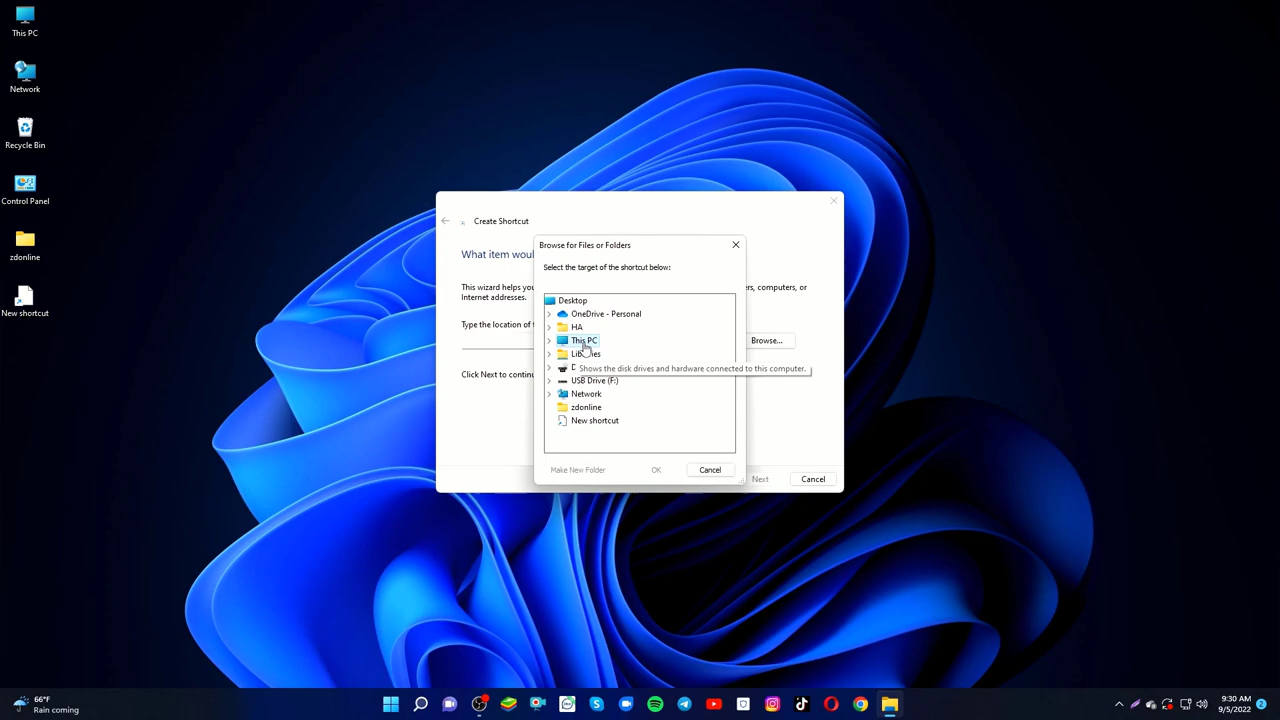 This PC
Network
Recycle Bin
Control Panel
zdonline
New shortcut
Create Shortcut
What item
This wizard helps
ers, computers, or
Internet addresses.
Type the location of
Browse...
Click Next to
Next
Cancel
Browse for Files or Folders
Select the target of the shortcut below:
Desktop
OneDrive - Personal
HA
This PC
Shows the disk drives and hardware connected to this computer.
USB Drive (F:)
Network
zdonline
New shortcut
Make New Folder
OK
Cancel
66°F
Rain coming
9:30 AM
9/5/2022
2